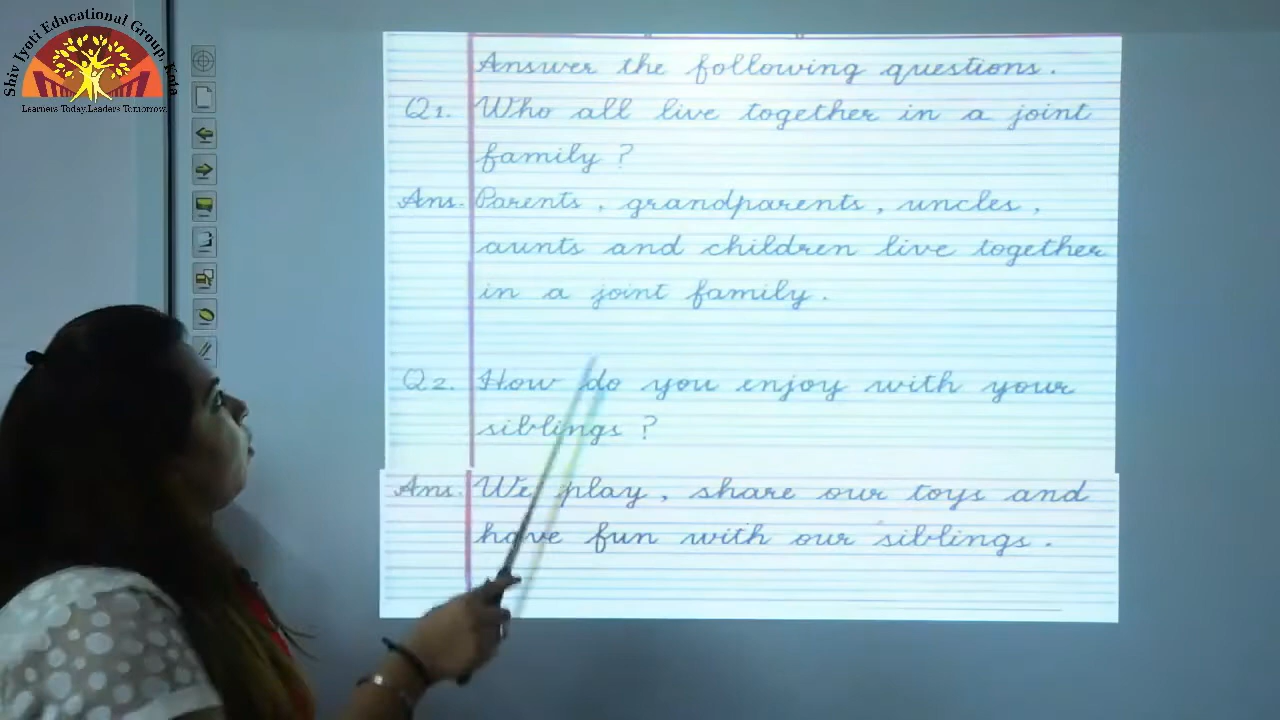 Shiv Jyoti Educational Group, Kota
Learners Today.Leaders Tomorrow.
Answer the following questions.
Q1. Who all live together in a joint
family ?
Ans. Parents , grandparents , uncles ,
aunts and children live together
in a joint family .
Q2. How do you enjoy with your
siblings ?
Ans. We play , share our toys and
have fun with our siblings .